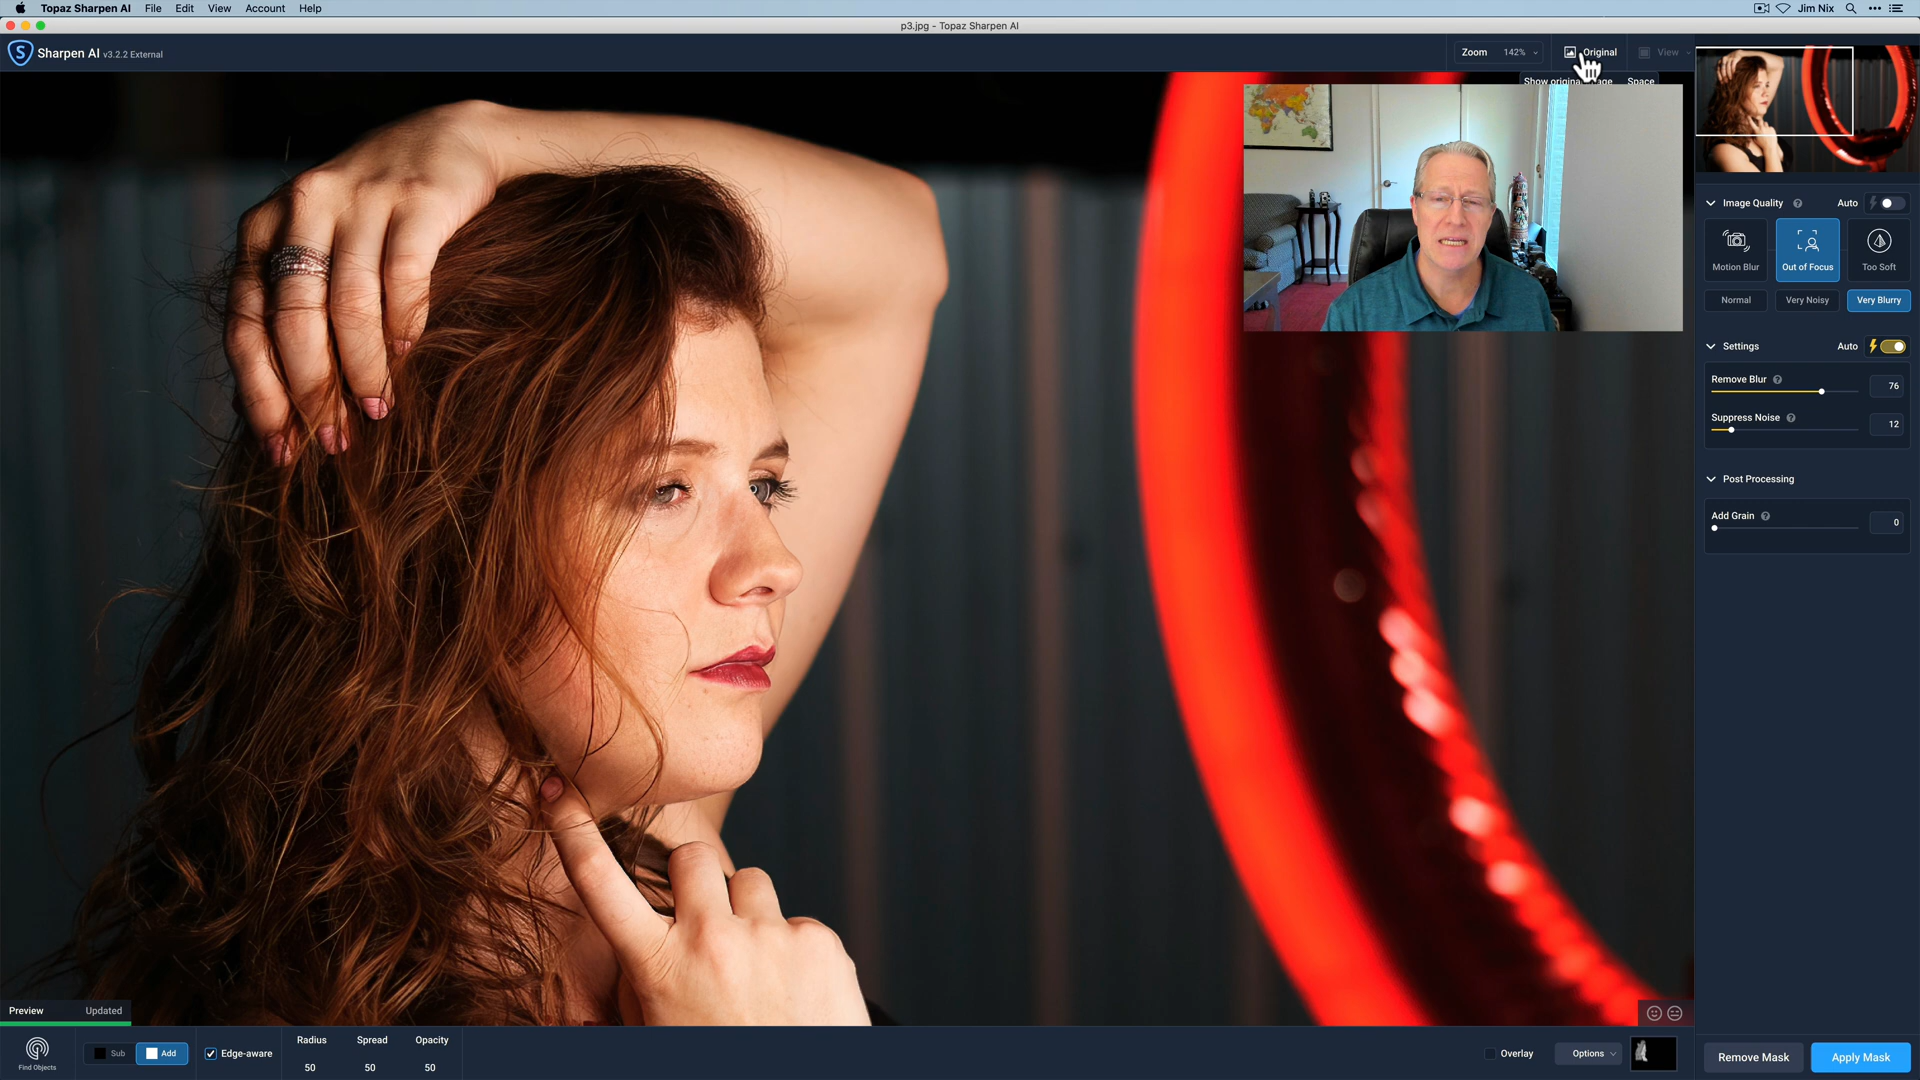 Topaz Sharpen AI File Edit View Account Help Jim Nix
p3.jpg - Topaz Sharpen AI
Sharpen AI v3.2.2 External Zoom 142% Original View
Show original image Space
Image Quality Auto
Motion Blur Out of Focus Too Soft
Normal Very Noisy Very Blurry
Settings Auto
Remove Blur 76
Suppress Noise 12
Post Processing
Add Grain 0
Preview Updated
Find Objects
Sub Add
Edge-aware
Radius Spread Opacity
50 50 50
Overlay Options
Remove Mask Apply Mask